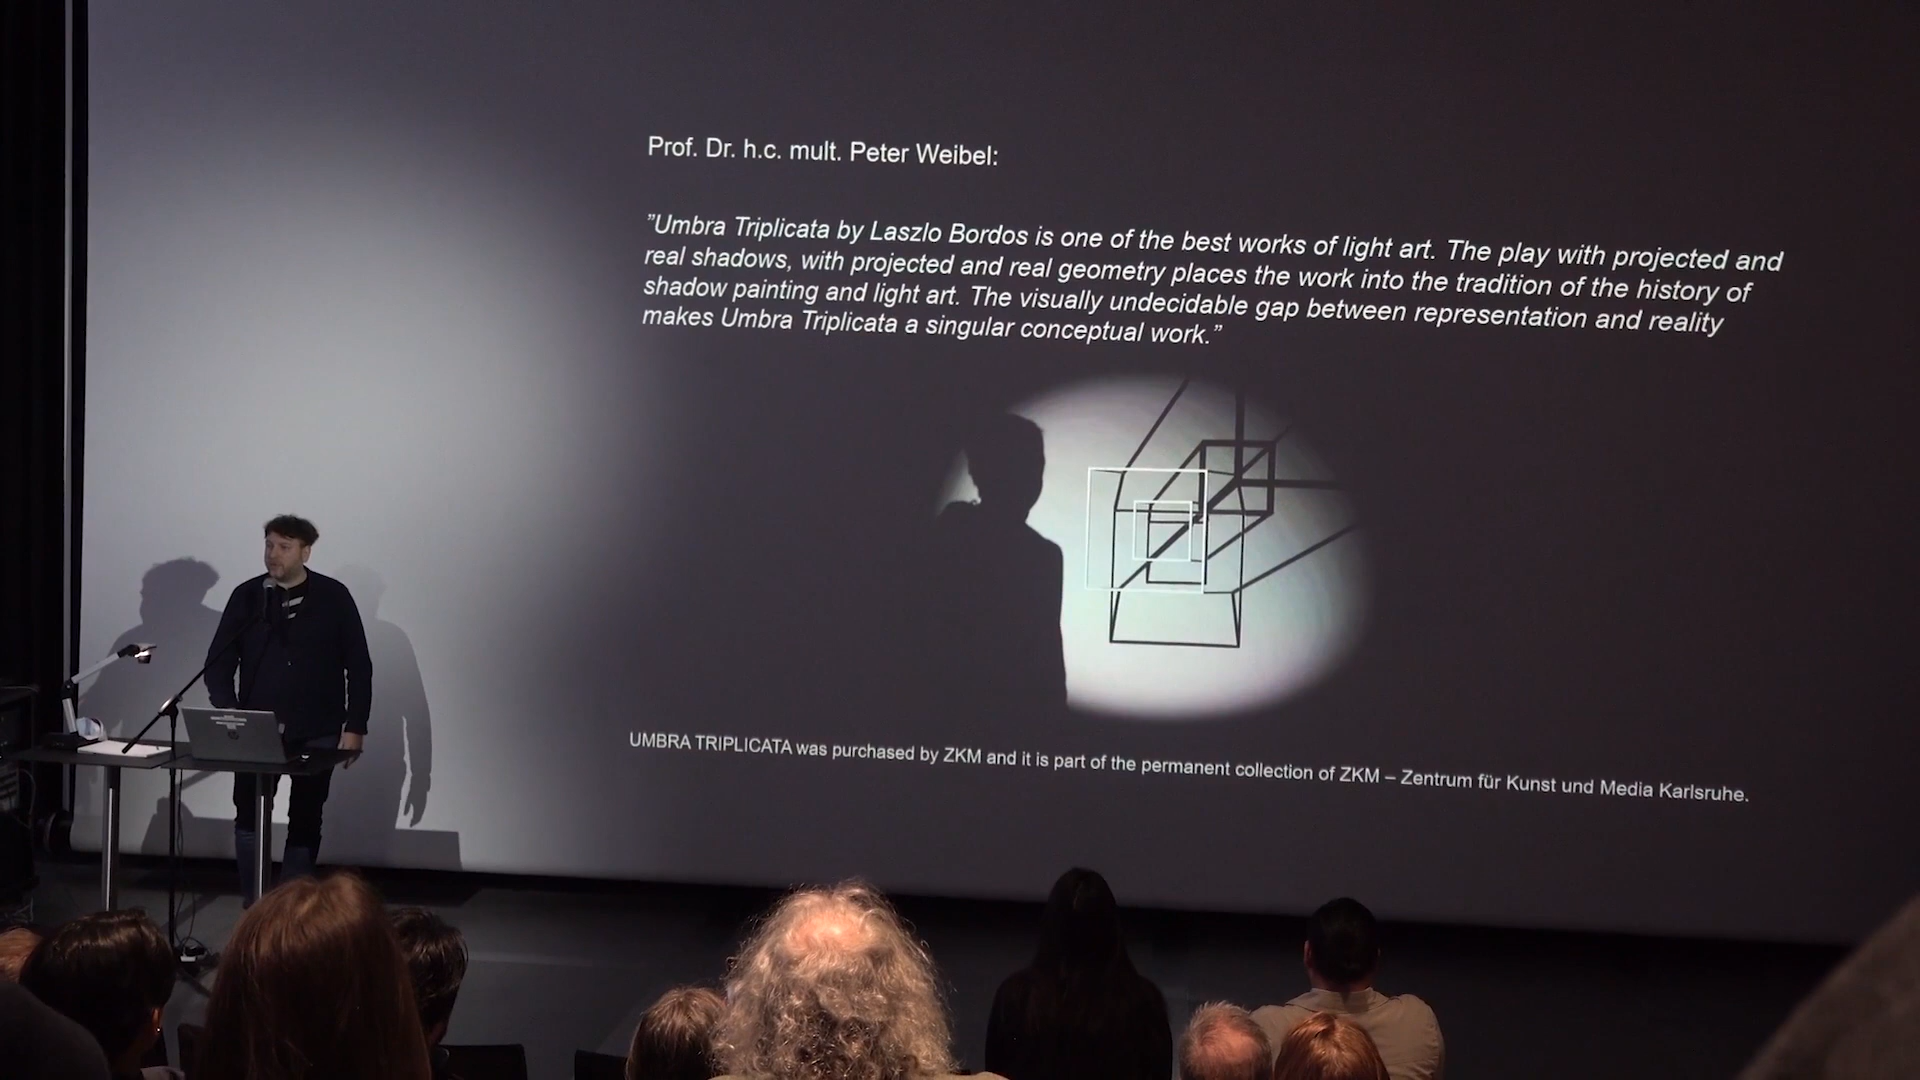 Prof. Dr. h.c. mult. Peter Weibel:
”Umbra Triplicata by Laszlo Bordos is one of the best works of light art. The play with projected and
real shadows, with projected and real geometry places the work into the tradition of the history of
shadow painting and light art. The visually undecidable gap between representation and reality
makes Umbra Triplicata a singular conceptual work.”
UMBRA TRIPLICATA was purchased by ZKM and it is part of the permanent collection of ZKM – Zentrum für Kunst und Media Karlsruhe.